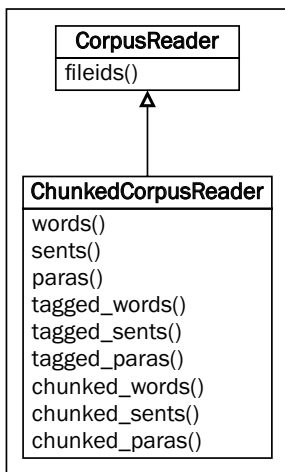 CorpusReader
fileids()
ChunkedCorpusReader
words()
sents()
paras()
tagged_words()
tagged_sents()
tagged_paras()
chunked_words()
chunked_sents()
chunked_paras()